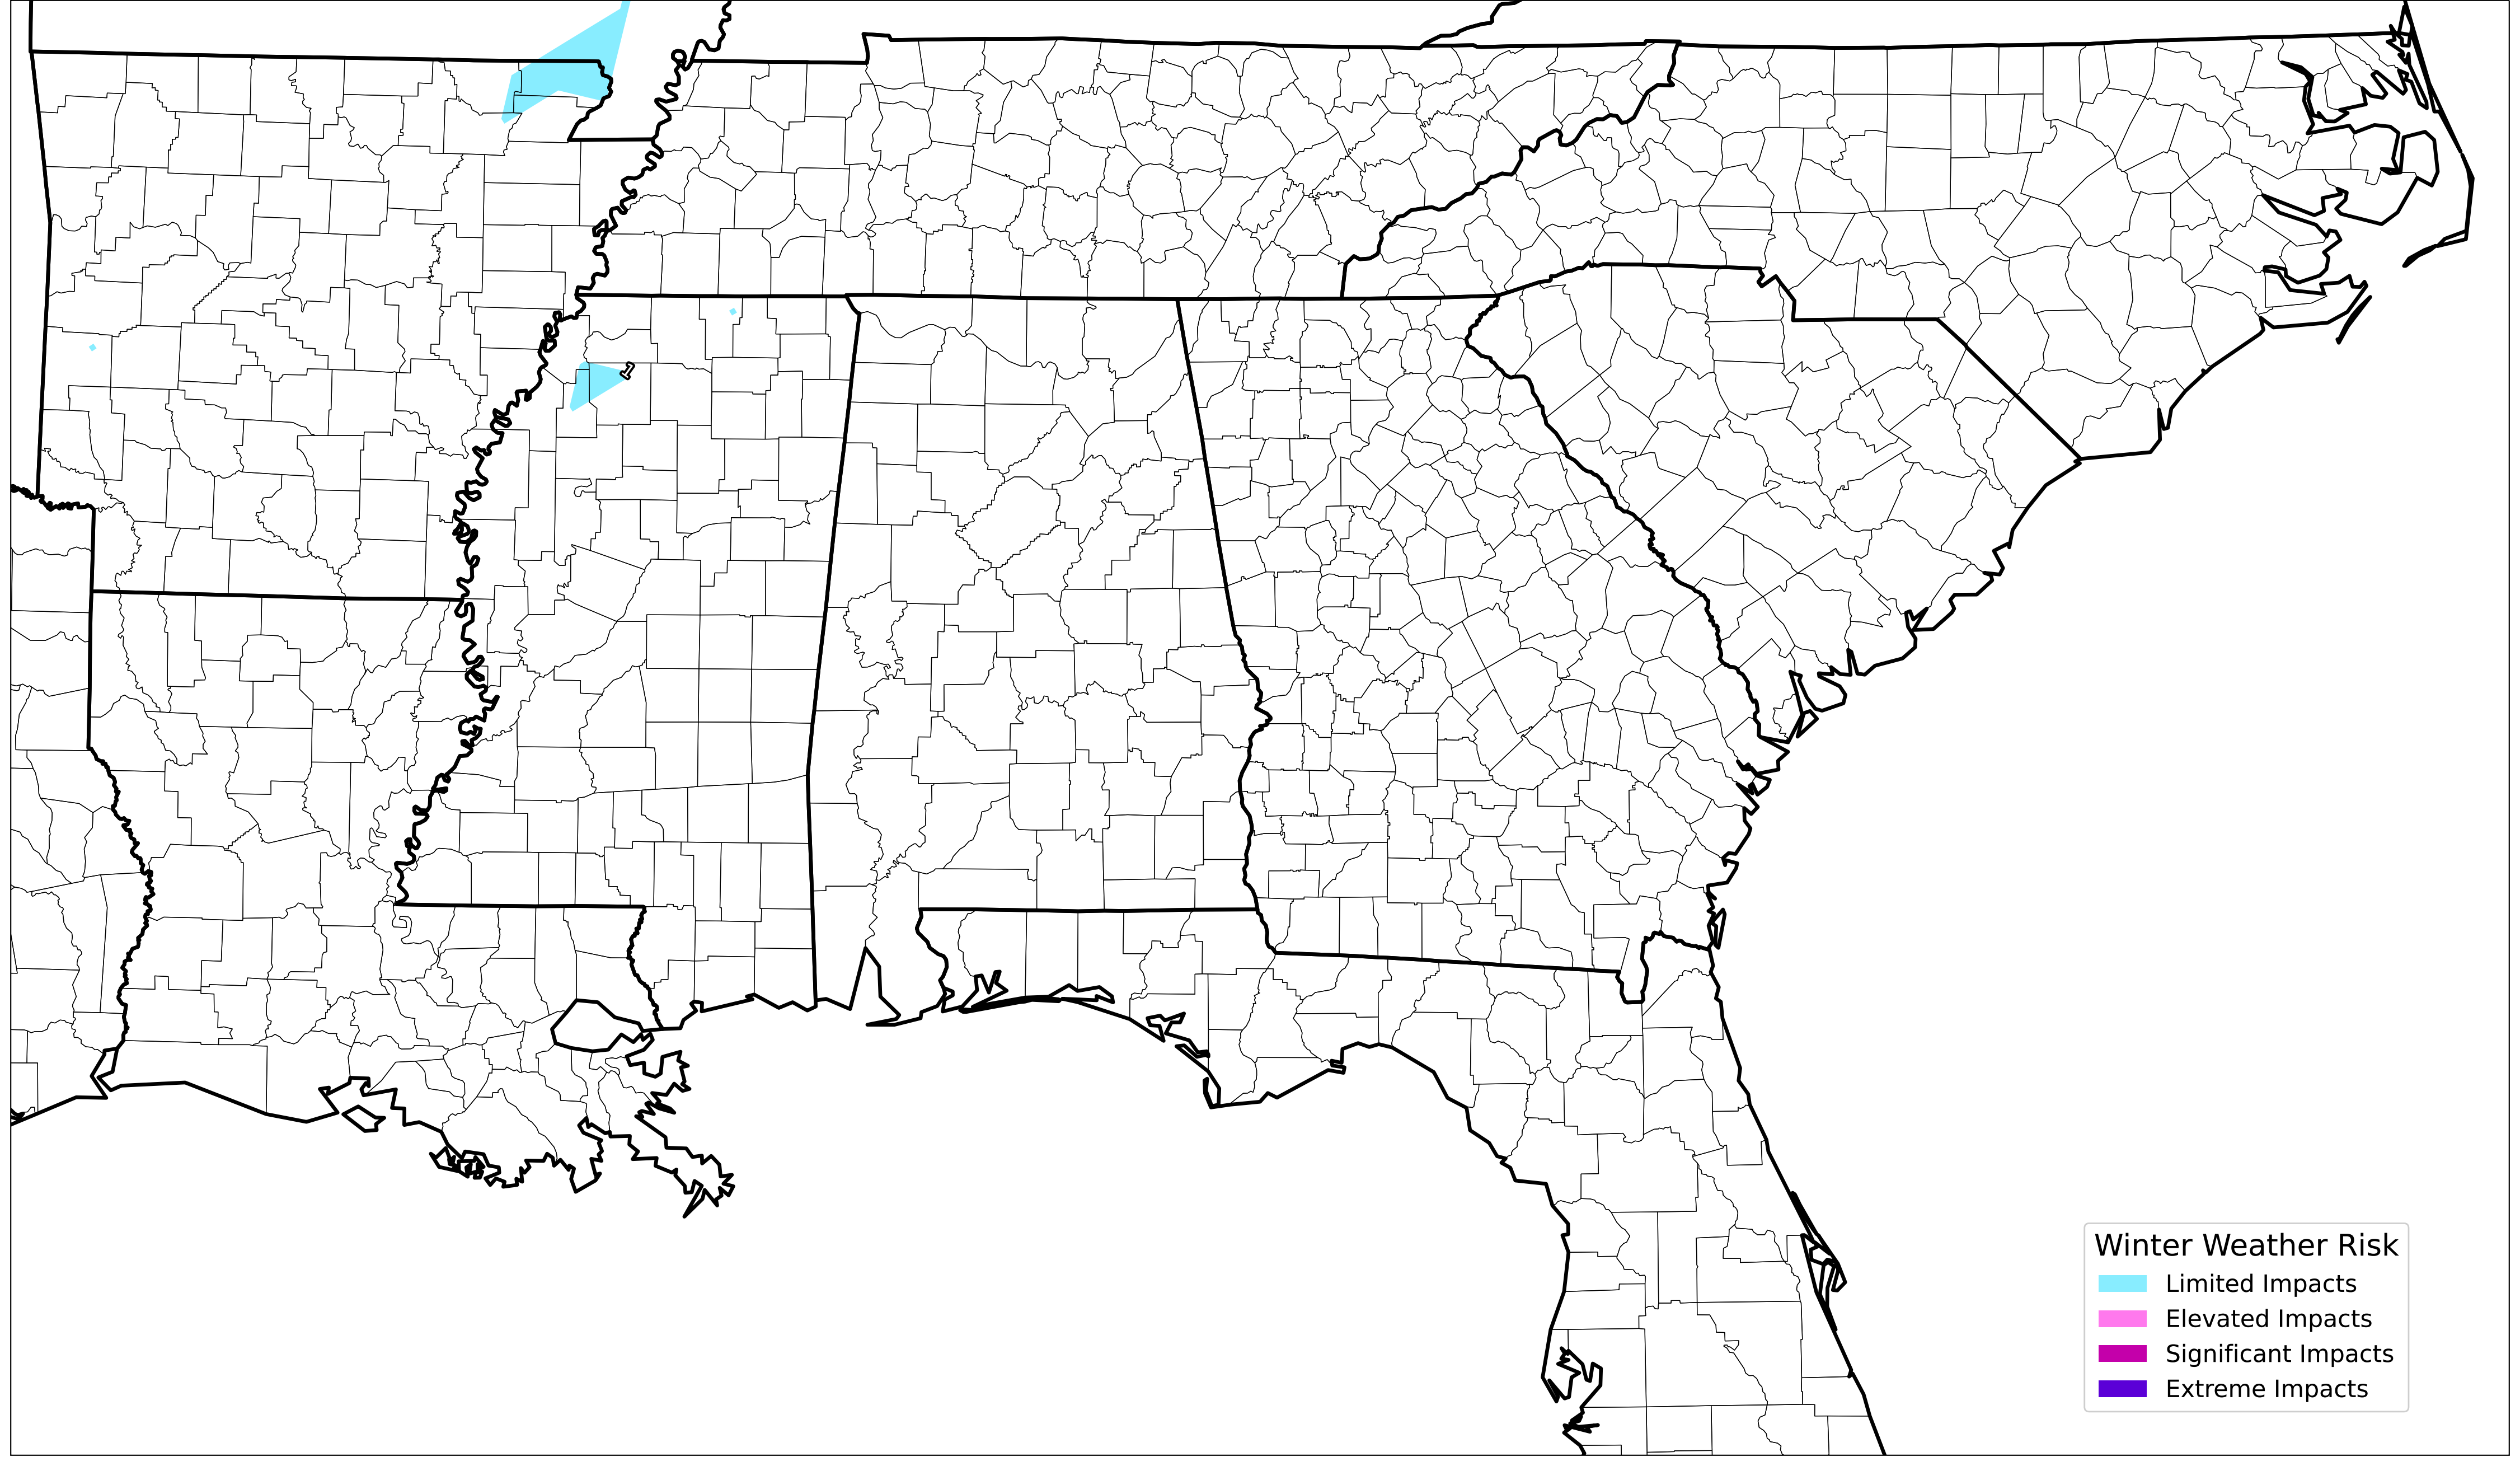 Winter Weather Risk
Limited Impacts
Elevated Impacts
Significant Impacts
Extreme Impacts